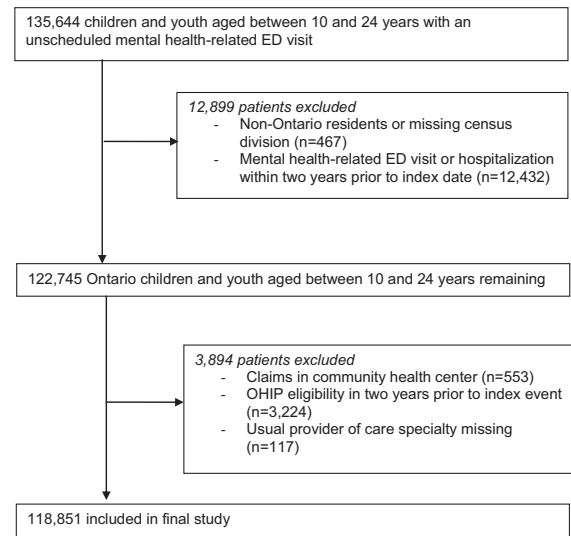 135,644 children and youth aged between 10 and 24 years with an
unscheduled mental health-related ED visit
12,899 patients excluded
- Non-Ontario residents or missing census
division (n=467)
- Mental health-related ED visit or hospitalization
within two years prior to index date (n=12,432)
122,745 Ontario children and youth aged between 10 and 24 years remaining
3,894 patients excluded
- Claims in community health center (n=553)
- OHIP eligibility in two years prior to index event
(n=3,224)
- Usual provider of care specialty missing
(n=117)
118,851 included in final study